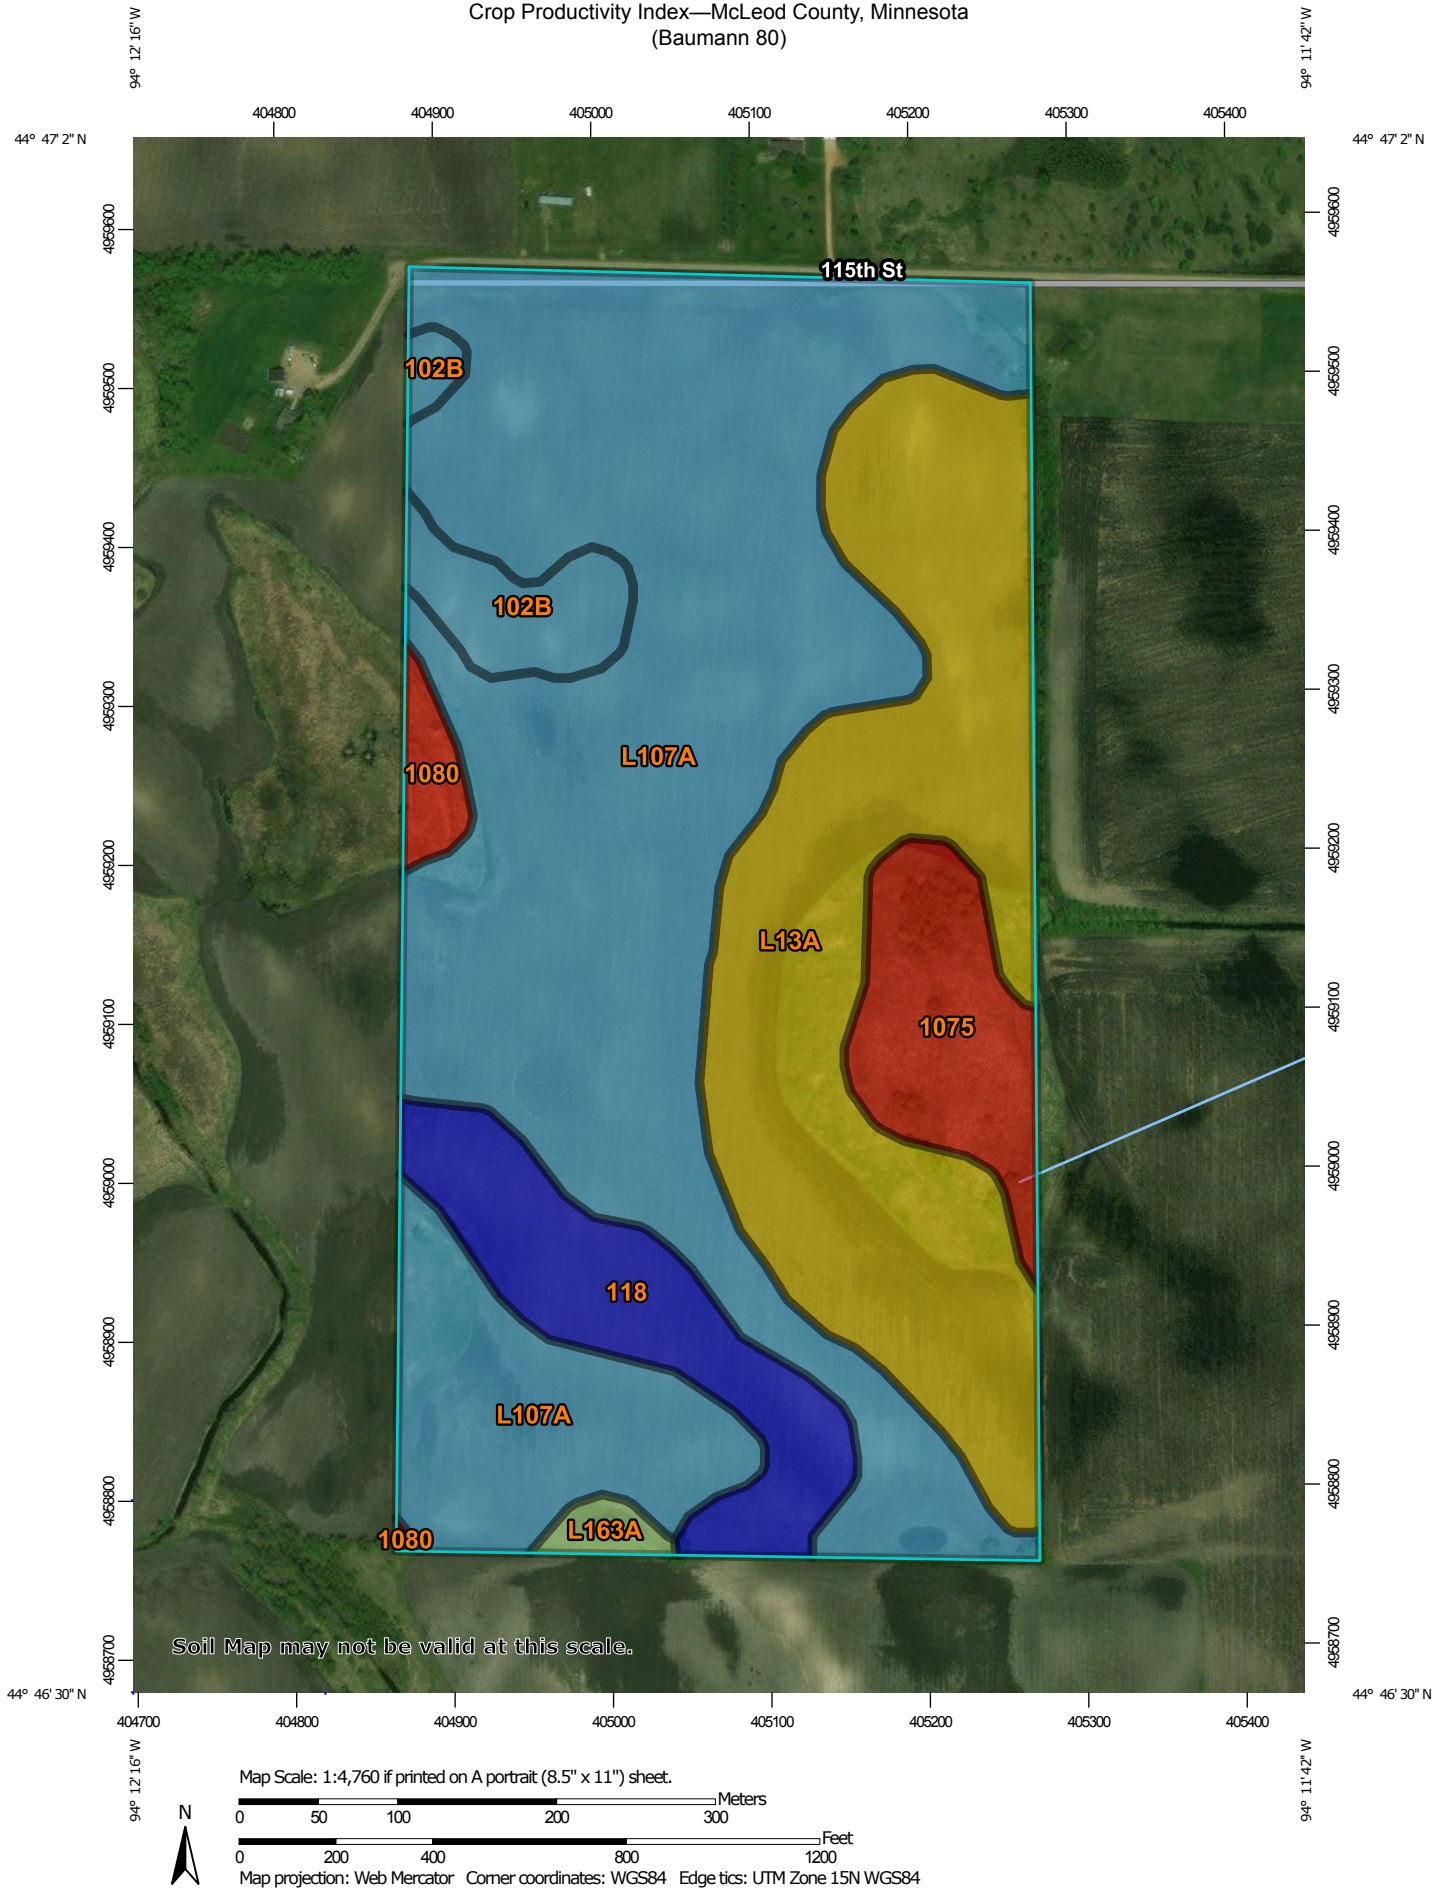 Crop Productivity Index—McLeod County, Minnesota
(Baumann 80)
94° 12' 16" W
94° 11' 42" W
404800 404900 405000 405100 405200 405300 405400
44° 47' 2" N
44° 47' 2" N
4959600
4959600
115th St
102B
4959500
4959500
4959400
4959400
102B
4959300
4959300
L107A
1080
4959200
4959200
L13A
1075
4959100
4959100
4959000
4959000
118
4958900
4958900
L107A
4958800
4958800
L163A
1080
Soil Map may not be valid at this scale.
4958700
4958700
44° 46' 30" N
44° 46' 30" N
404700 404800 404900 405000 405100 405200 405300 405400
94° 12' 16" W
94° 11' 42" W
Map Scale: 1:4,760 if printed on A portrait (8.5" x 11") sheet.
Meters
0 50 100 200 300
N
Feet
0 200 400 800 1200
Map projection: Web Mercator Corner coordinates: WGS84 Edge tics: UTM Zone 15N WGS84